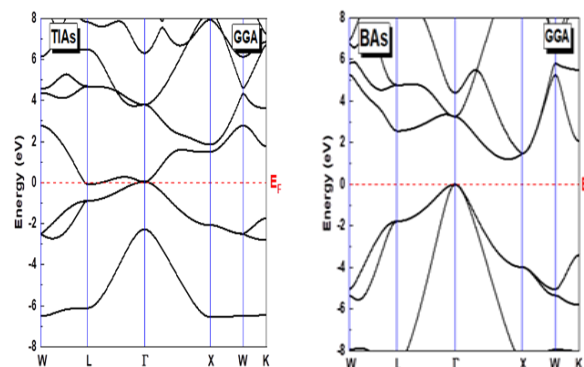 TlAs
GGA
Energy (eV)
8
6
4
2
0
-2
-4
-6
-8
E_F
W L Γ X W K
BAs
GGA
Energy (eV)
8
6
4
2
0
-2
-4
-6
-8
E
W L Γ X W K